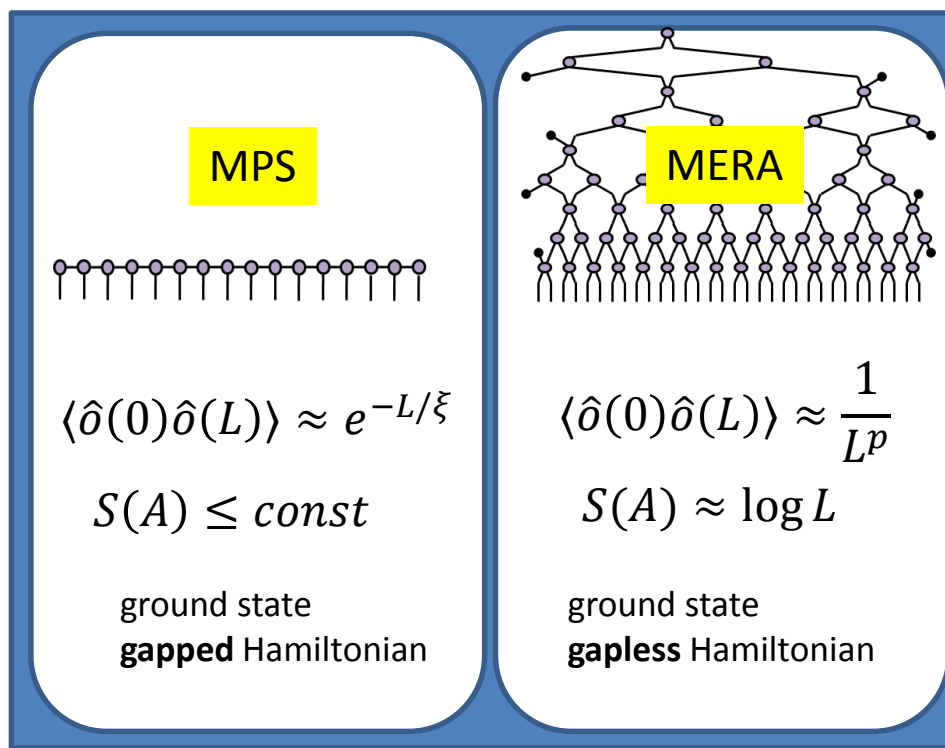 MPS
⟨ô(0)ô(L)⟩ ≈ e^{−L/ξ}
S(A) ≤ const
ground state
gapped Hamiltonian
MERA
⟨ô(0)ô(L)⟩ ≈ 1/L^p
S(A) ≈ log L
ground state
gapless Hamiltonian